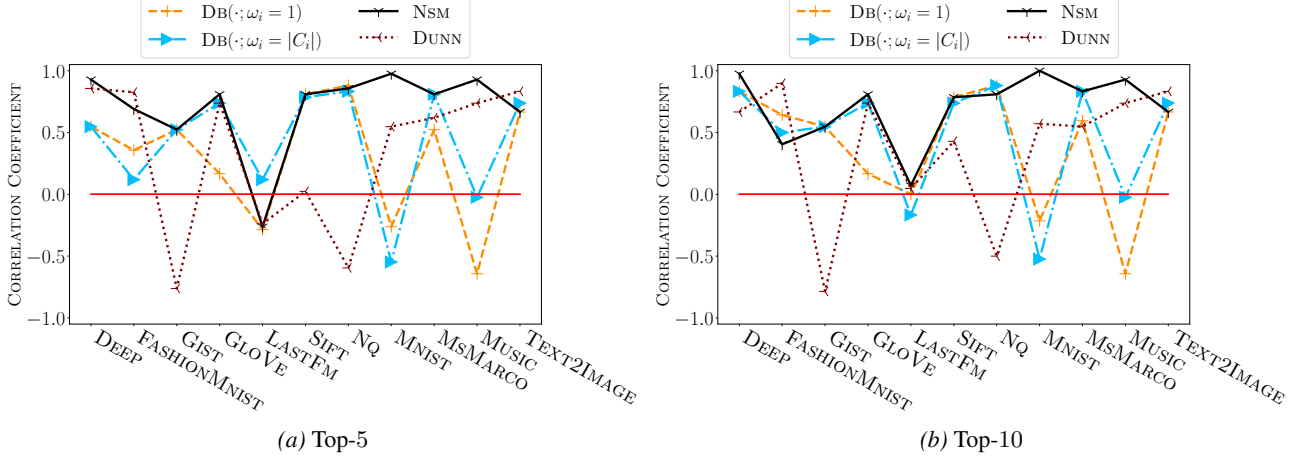 DB(·; ωᵢ = 1)
NSM
DB(·; ωᵢ = |Cᵢ|)
DUNN
CORRELATION COEFFICIENT
1.0
0.5
0.0
−0.5
−1.0
DEEP
FASHIONMNIST
GIST
GLOVE
LASTFM
SIFT
NQ
MNIST
MSMARCO
MUSIC
TEXT2IMAGE
(a) Top-5
DB(·; ωᵢ = 1)
NSM
DB(·; ωᵢ = |Cᵢ|)
DUNN
CORRELATION COEFFICIENT
1.0
0.5
0.0
−0.5
−1.0
DEEP
FASHIONMNIST
GIST
GLOVE
LASTFM
SIFT
NQ
MNIST
MSMARCO
MUSIC
TEXT2IMAGE
(b) Top-10